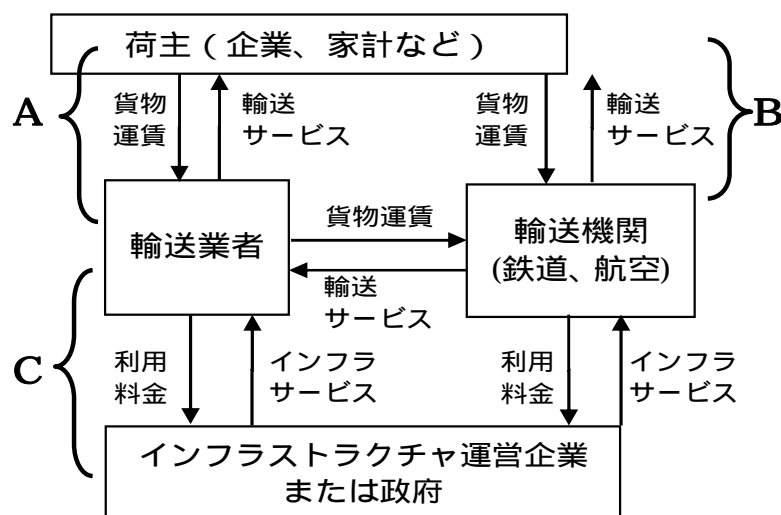 荷主（企業、家計など）
A
貨物
運賃
輸送
サービス
貨物
運賃
輸送
サービス
B
輸送業者
貨物運賃
輸送
サービス
輸送機関
(鉄道、航空)
C
利用
料金
インフラ
サービス
利用
料金
インフラ
サービス
インフラストラクチャ運営企業
または政府